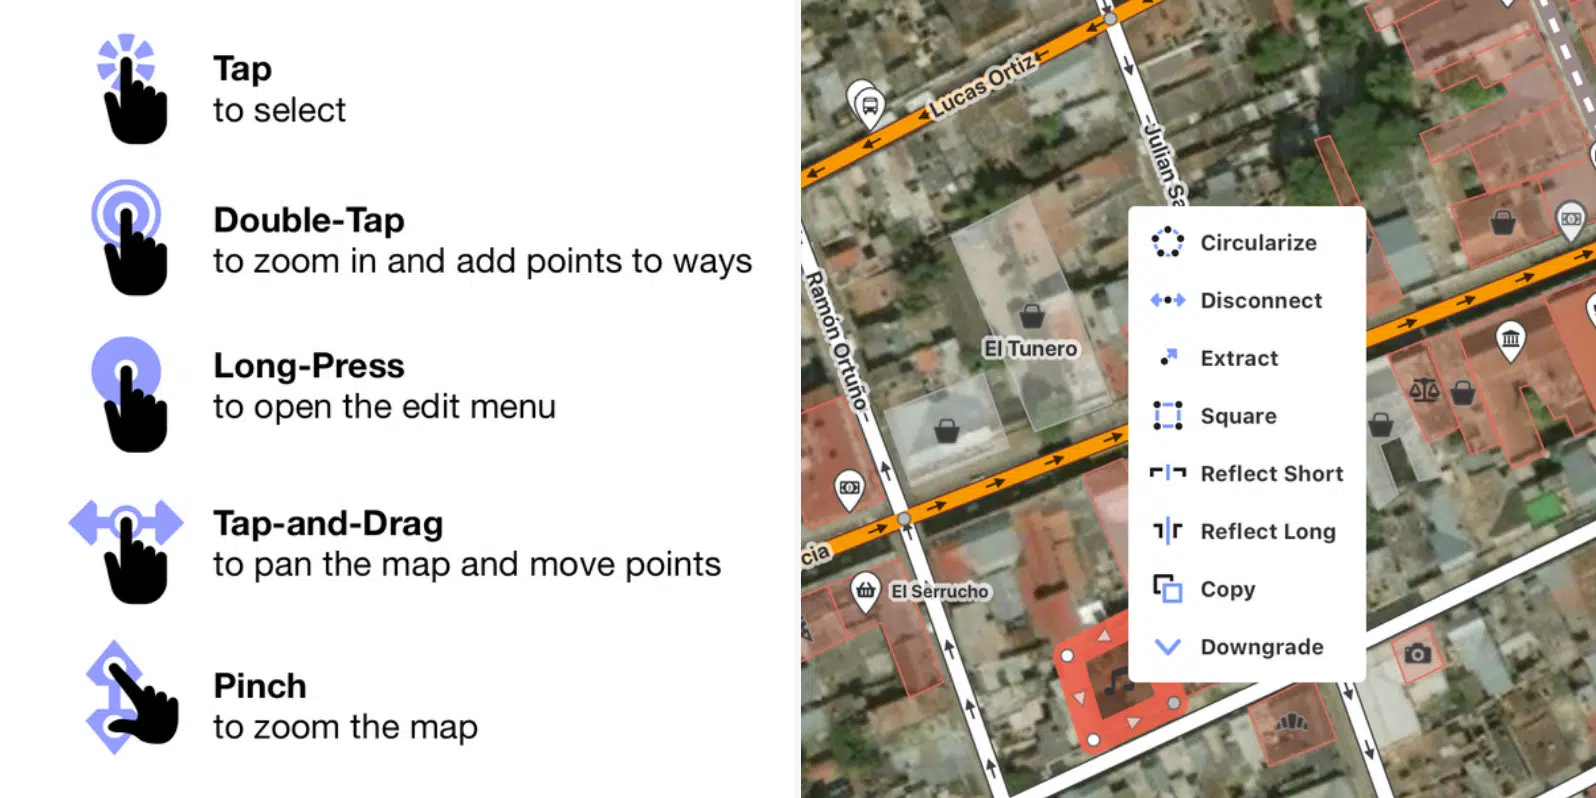 Tap
to select
Double-Tap
to zoom in and add points to ways
Long-Press
to open the edit menu
Tap-and-Drag
to pan the map and move points
Pinch
to zoom the map
Lucas Ortiz
Julian Sa
Ramón Ortuño
El Tunero
cia
El Serrucho
Circularize
Disconnect
Extract
Square
Reflect Short
Reflect Long
Copy
Downgrade